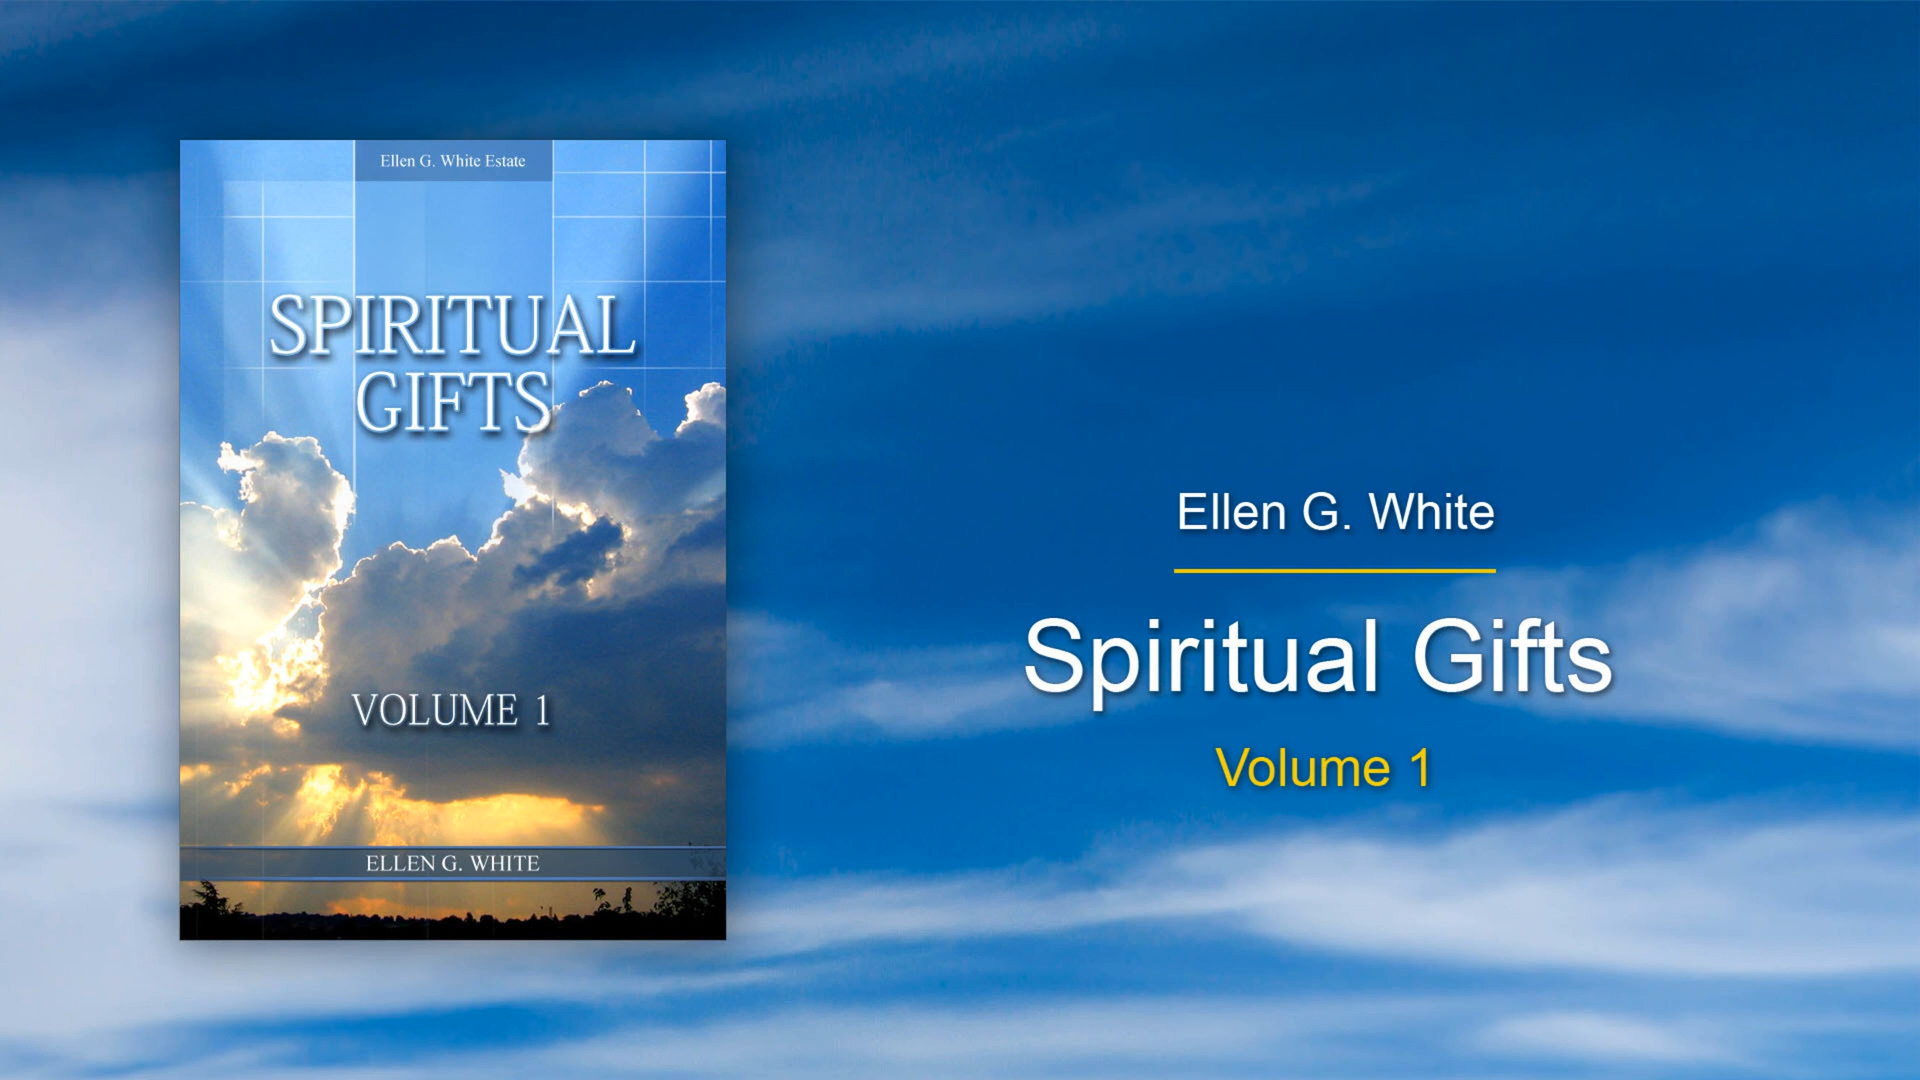 Ellen G. White Estate
SPIRITUAL
GIFTS
VOLUME 1
ELLEN G. WHITE
Ellen G. White
Spiritual Gifts
Volume 1